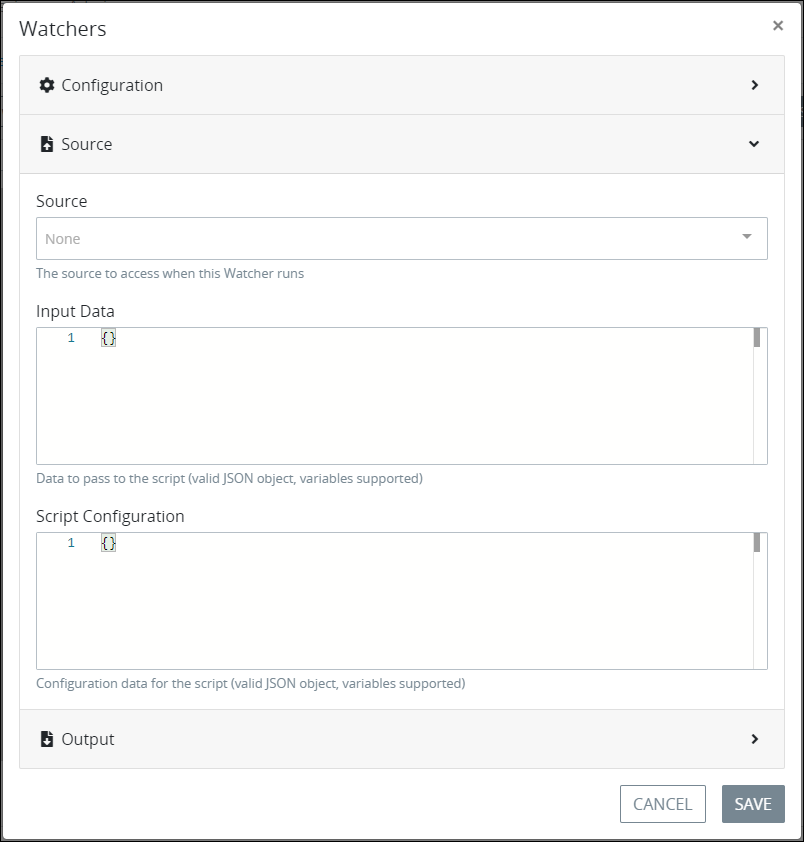 Watchers
×
Configuration
Source
Source
None
The source to access when this Watcher runs
Input Data
1 {}
Data to pass to the script (valid JSON object, variables supported)
Script Configuration
1 {}
Configuration data for the script (valid JSON object, variables supported)
Output
CANCEL SAVE